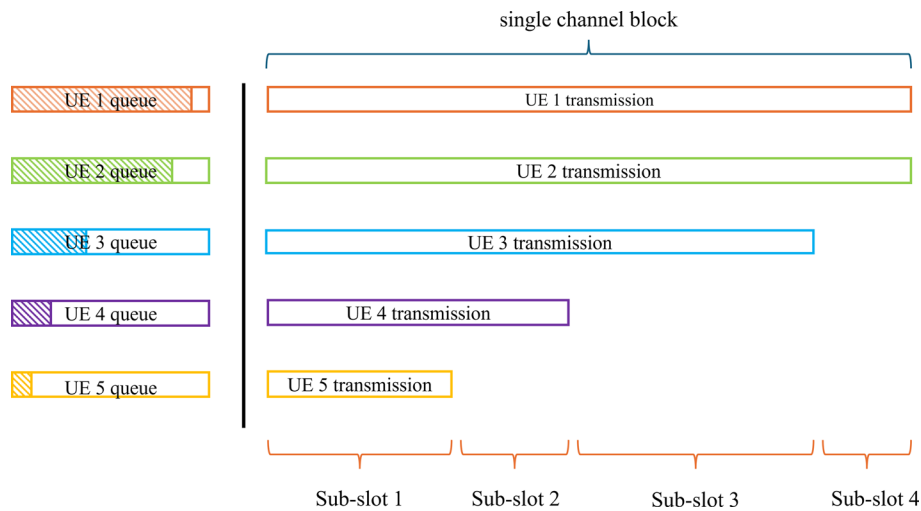 single channel block
UE 1 queue
UE 1 transmission
UE 2 queue
UE 2 transmission
UE 3 queue
UE 3 transmission
UE 4 queue
UE 4 transmission
UE 5 queue
UE 5 transmission
Sub-slot 1
Sub-slot 2
Sub-slot 3
Sub-slot 4